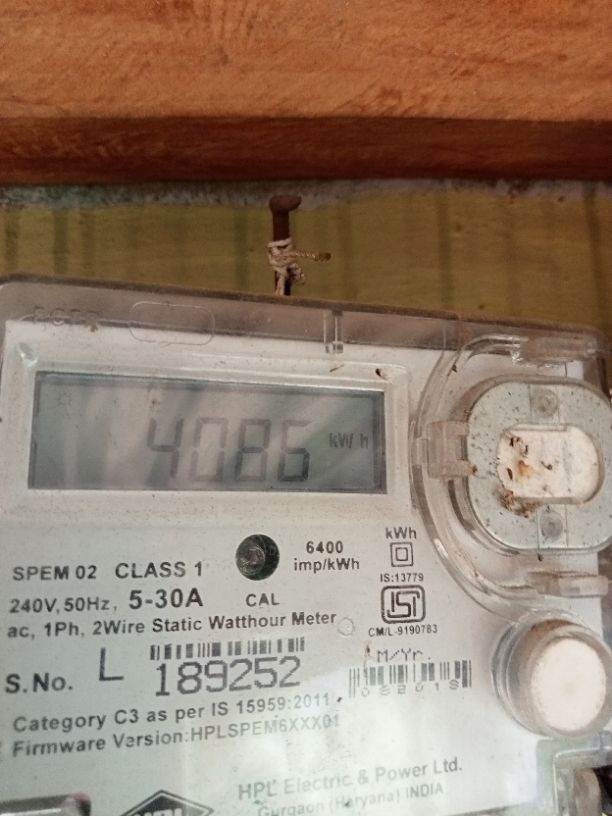 4086 kW h
6400
imp/kWh
kWh
IS:13779
SPEM 02 CLASS 1
240V, 50Hz, 5-30A
CAL
ac, 1Ph, 2Wire Static Watthour Meter
CM/L-9190783
S.No. L 189252
M/Yr.
Category C3 as per IS 15959:2011
Firmware Version:HPLSPEM6XXX01
HPL Electric & Power Ltd.
Gurgaon (Haryana) INDIA